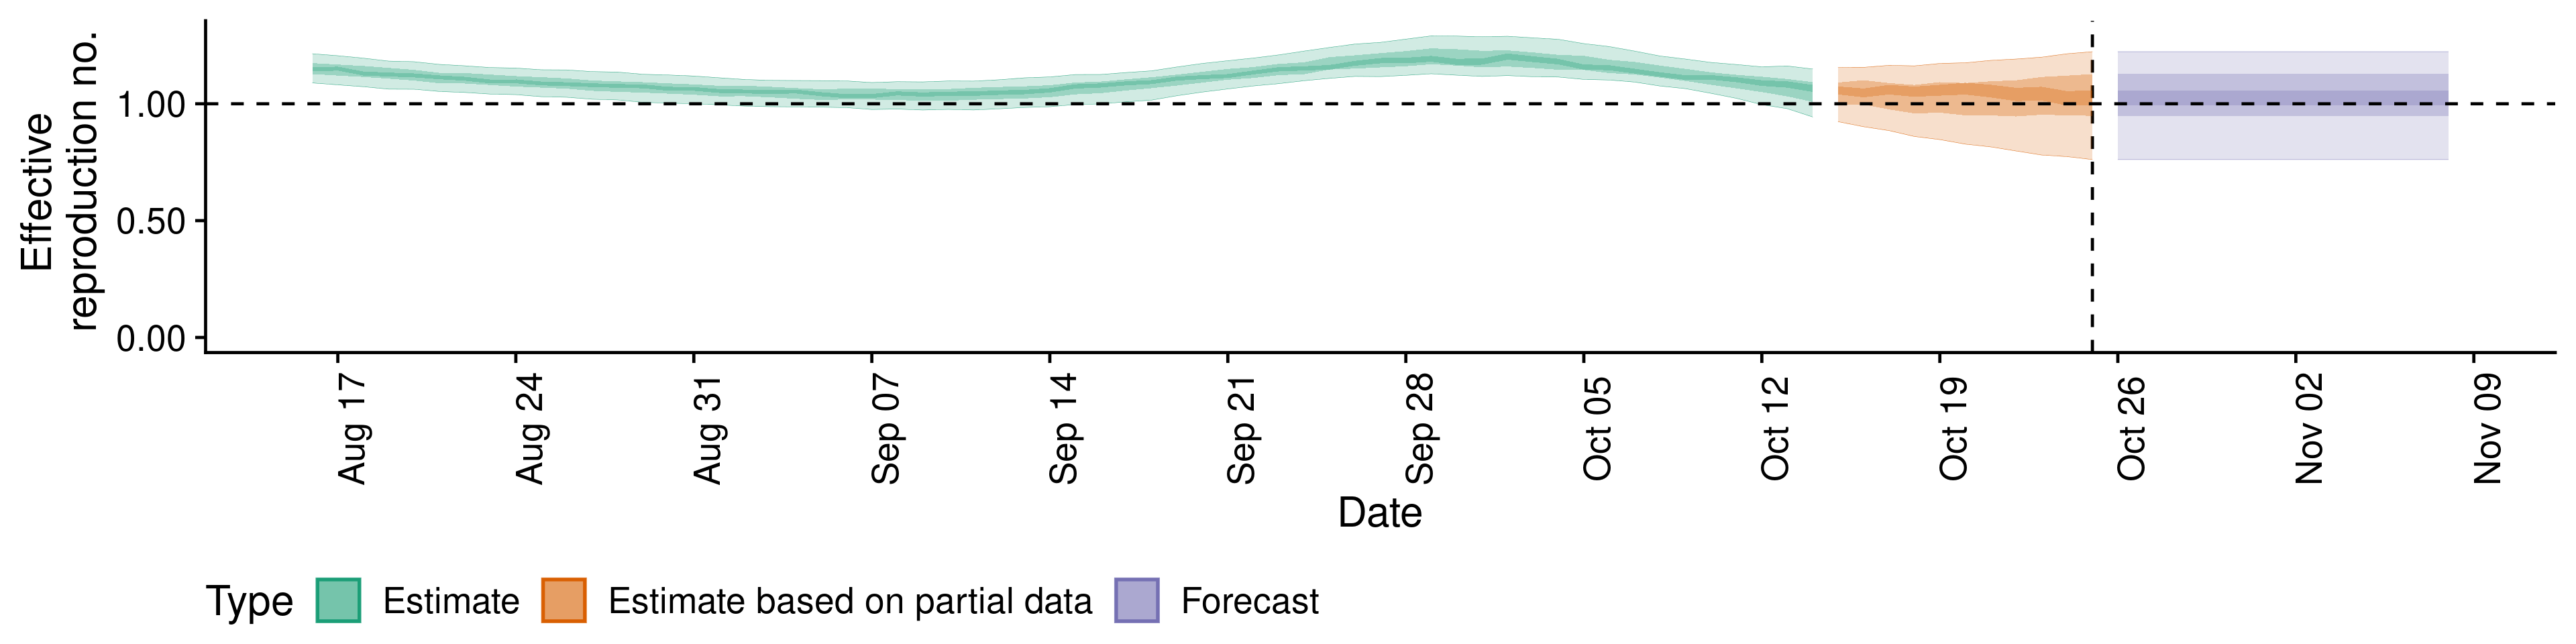 Effective
reproduction no.
1.00
0.50
0.00
Aug 17
Aug 24
Aug 31
Sep 07
Sep 14
Sep 21
Sep 28
Oct 05
Oct 12
Oct 19
Oct 26
Nov 02
Nov 09
Date
Type Estimate Estimate based on partial data Forecast